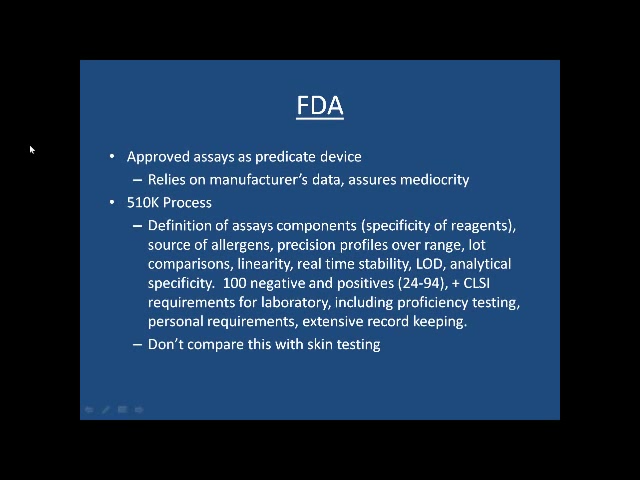 FDA
• Approved assays as predicate device
– Relies on manufacturer's data, assures mediocrity
• 510K Process
– Definition of assays components (specificity of reagents),
source of allergens, precision profiles over range, lot
comparisons, linearity, real time stability, LOD, analytical
specificity.  100 negative and positives (24-94), + CLSI
requirements for laboratory, including proficiency testing,
personal requirements, extensive record keeping.
– Don't compare this with skin testing